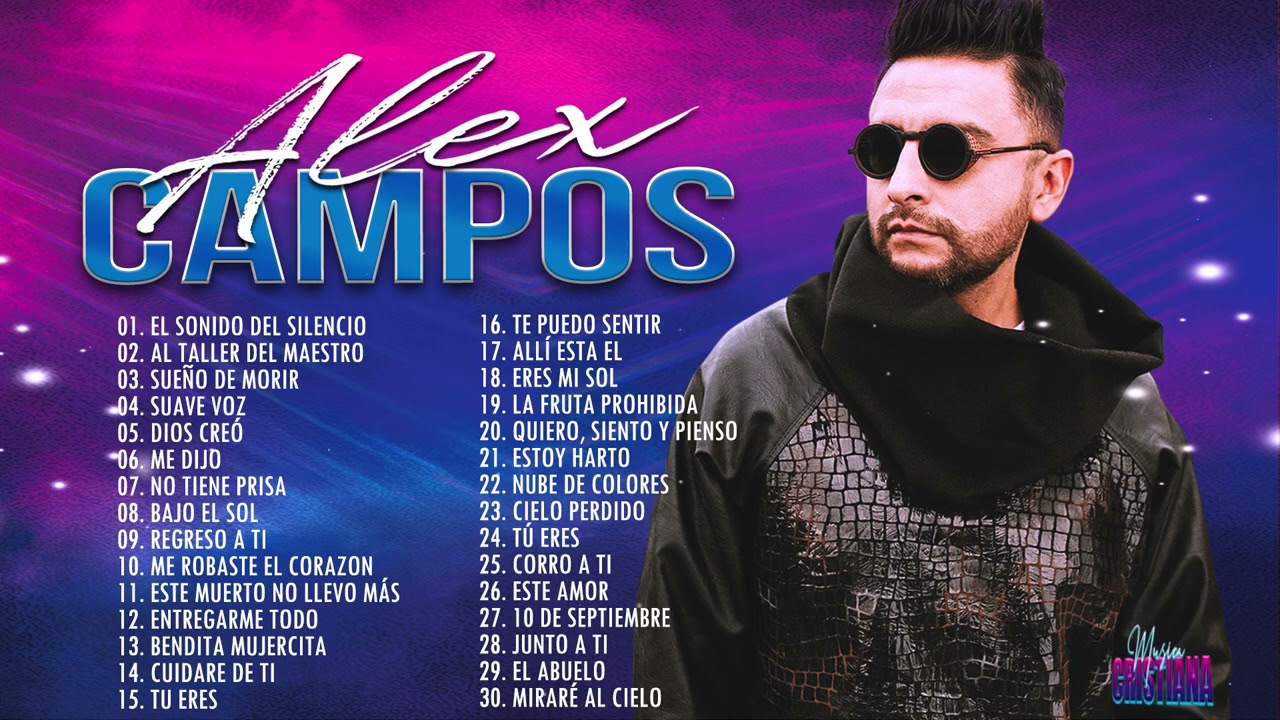 Alex
CAMPOS
01. EL SONIDO DEL SILENCIO
02. AL TALLER DEL MAESTRO
03. SUEÑO DE MORIR
04. SUAVE VOZ
05. DIOS CREÓ
06. ME DIJO
07. NO TIENE PRISA
08. BAJO EL SOL
09. REGRESO A TI
10. ME ROBASTE EL CORAZON
11. ESTE MUERTO NO LLEVO MÁS
12. ENTREGARME TODO
13. BENDITA MUJERCITA
14. CUIDARE DE TI
15. TU ERES
16. TE PUEDO SENTIR
17. ALLÍ ESTA EL
18. ERES MI SOL
19. LA FRUTA PROHIBIDA
20. QUIERO, SIENTO Y PIENSO
21. ESTOY HARTO
22. NUBE DE COLORES
23. CIELO PERDIDO
24. TÚ ERES
25. CORRO A TI
26. ESTE AMOR
27. 10 DE SEPTIEMBRE
28. JUNTO A TI
29. EL ABUELO
30. MIRARÉ AL CIELO
Musica
CRISTIANA